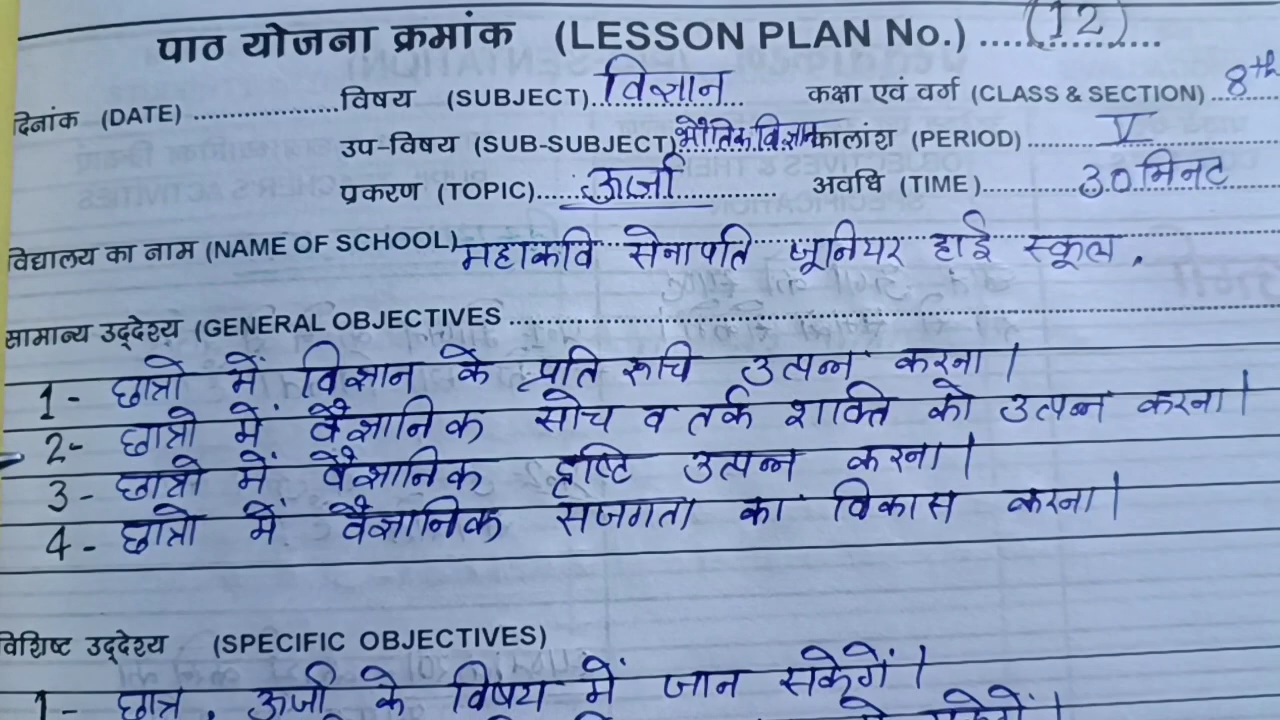 पाठ योजना क्रमांक (LESSON PLAN No.) ....(12)....
दिनांक (DATE) .................... विषय (SUBJECT) विज्ञान कक्षा एवं वर्ग (CLASS & SECTION) 8th
उप-विषय (SUB-SUBJECT) भौतिक विज्ञान कालांश (PERIOD) V
प्रकरण (TOPIC) ऊर्जा अवधि (TIME) 30 मिनट
विद्यालय का नाम (NAME OF SCHOOL) महाकवि सेनापति जूनियर हाई स्कूल .
सामान्य उद्देश्य (GENERAL OBJECTIVES ....................
1- छात्रो में विज्ञान के प्रति रूचि उत्पन्न करना।
2- छात्रो में वैज्ञानिक सोच व तर्क शक्ति को उत्पन्न करना।
3- छात्रो में वैज्ञानिक दृष्टि उत्पन्न करना।
4- छात्रो में वैज्ञानिक सजगता का विकास करना।
विशिष्ट उद्देश्य (SPECIFIC OBJECTIVES)
1- छात्र , ऊर्जा के विषय में जान सकेगें।